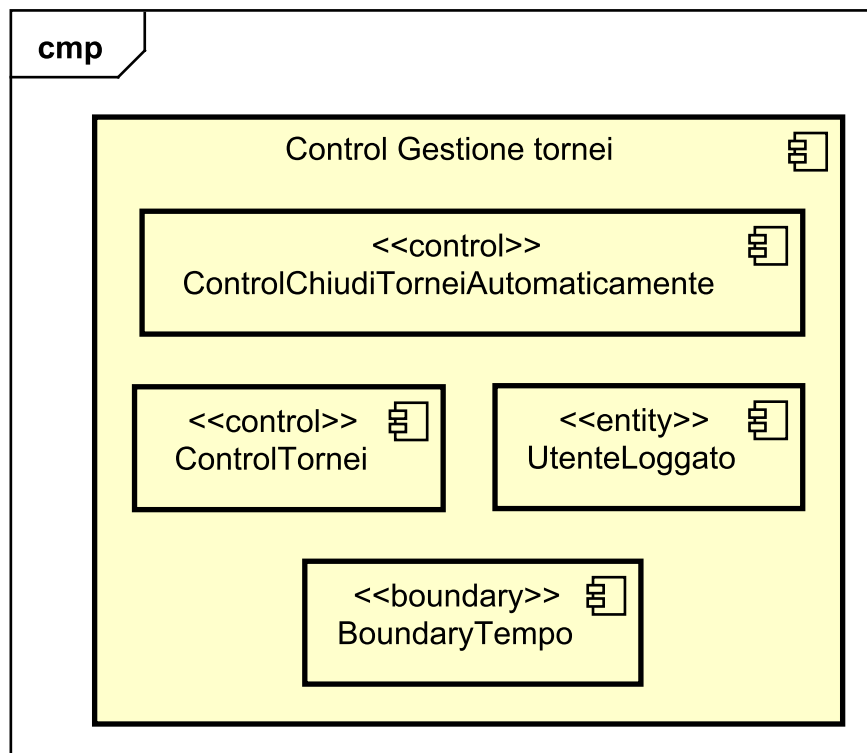 cmp
Control Gestione tornei
<<control>>
ControlChiudiTorneiAutomaticamente
<<control>>
ControlTornei
<<entity>>
UtenteLoggato
<<boundary>>
BoundaryTempo